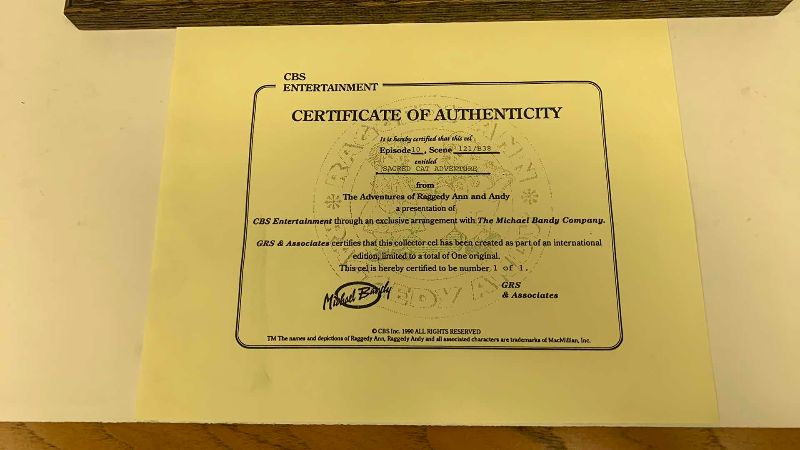 CBS
ENTERTAINMENT
CERTIFICATE OF AUTHENTICITY
It is hereby certified that this cel
Episode 10, Scene 121/B38
entitled
SACRED CAT ADVENTURE
from
The Adventures of Raggedy Ann and Andy
a presentation of
CBS Entertainment through an exclusive arrangement with The Michael Bandy Company.
GRS & Associates certifies that this collector cel has been created as part of an international
edition, limited to a total of One original.
This cel is hereby certified to be number 1 of 1.
Michael Bandy
GRS
& Associates
© CBS Inc. 1990 ALL RIGHTS RESERVED
TM The names and depictions of Raggedy Ann, Raggedy Andy and all associated characters are trademarks of MacMillian, Inc.